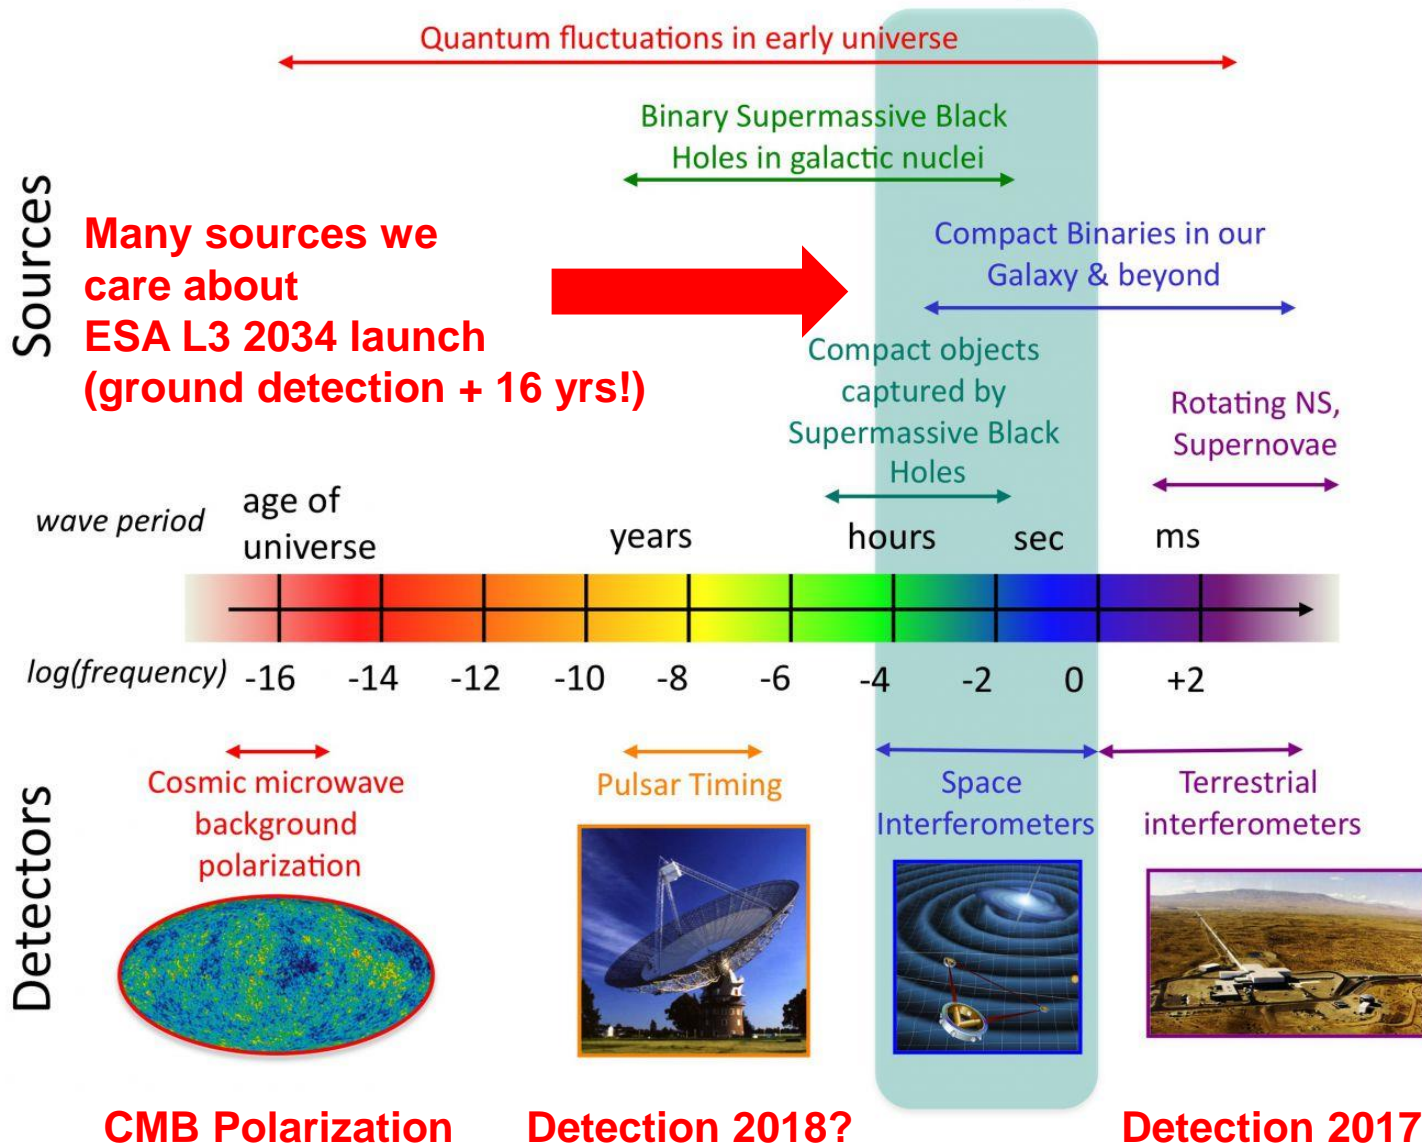 Quantum fluctuations in early universe
Binary Supermassive Black
Holes in galactic nuclei
Sources
Many sources we
care about
ESA L3 2034 launch
(ground detection + 16 yrs!)
Compact Binaries in our
Galaxy & beyond
Compact objects
captured by
Supermassive Black
Holes
Rotating NS,
Supernovae
wave period
age of
universe
years
hours
sec
ms
log(frequency)
-16 -14 -12 -10 -8 -6 -4 -2 0 +2
Detectors
Cosmic microwave
background
polarization
Pulsar Timing
Space
Interferometers
Terrestrial
interferometers
CMB Polarization
Detection 2018?
Detection 2017